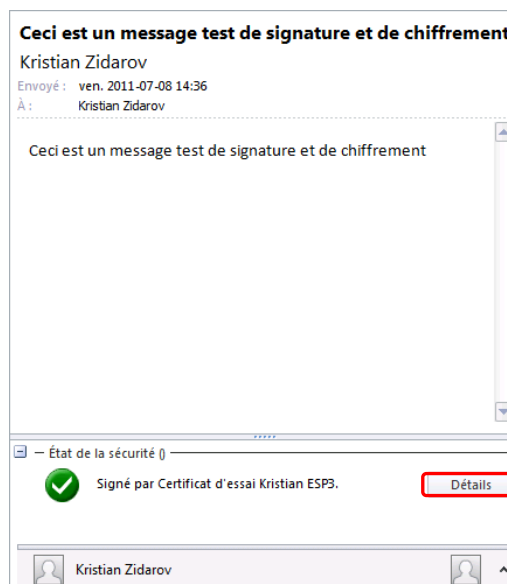 Ceci est un message test de signature et de chiffrement
Kristian Zidarov
Envoyé : ven. 2011-07-08 14:36
À : Kristian Zidarov
Ceci est un message test de signature et de chiffrement
État de la sécurité ()
Signé par Certificat d'essai Kristian ESP3.
Détails
Kristian Zidarov